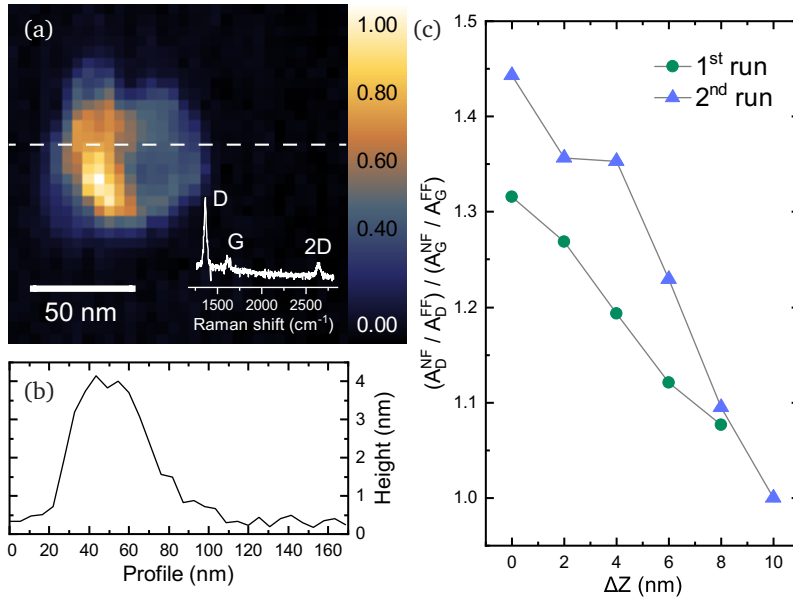 (a)
1.00
0.80
0.60
0.40
0.00
50 nm
D
G
2D
1500 2000 2500
Raman shift (cm⁻¹)
(b)
4
3
2
1
0
Height (nm)
0 20 40 60 80 100 120 140 160
Profile (nm)
(c)
1st run
2nd run
1.5
1.4
1.3
1.2
1.1
1.0
(A_D^NF / A_D^FF) / (A_G^NF / A_G^FF)
0 2 4 6 8 10
ΔZ (nm)